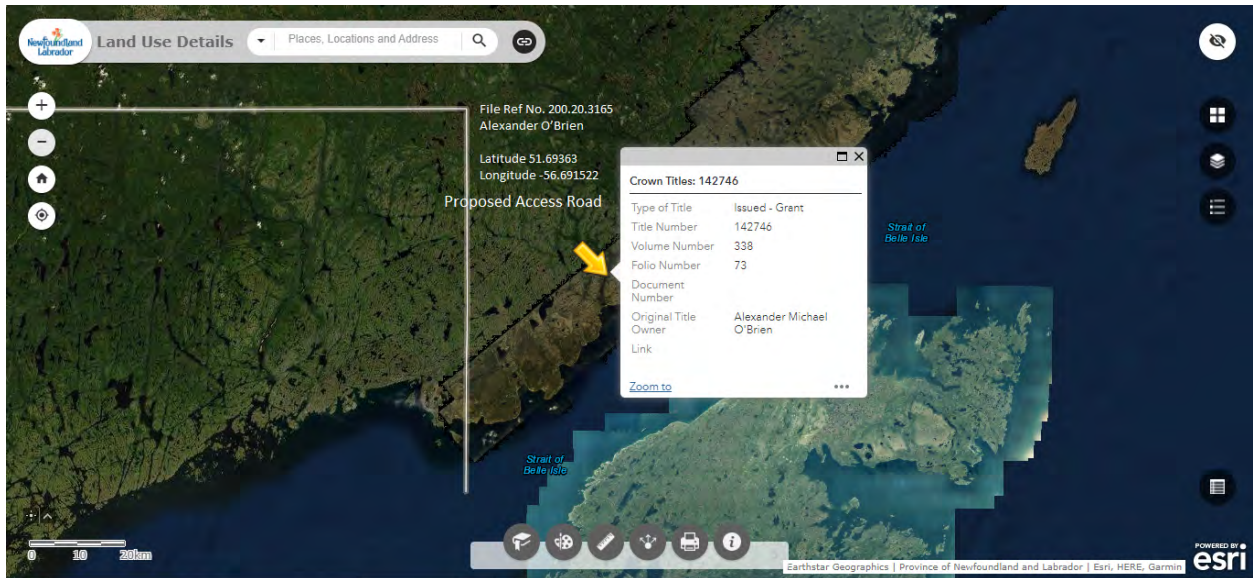 Newfoundland
Labrador
Land Use Details
Places, Locations and Address
File Ref No. 200.20.3165
Alexander O'Brien
Latitude 51.69363
Longitude -56.691522
Proposed Access Road
Crown Titles: 142746
Type of Title Issued - Grant
Title Number 142746
Volume Number 338
Folio Number 73
Document
Number
Original Title Alexander Michael
Owner O'Brien
Link
Zoom to
Strait of
Belle Isle
Strait of
Belle Isle
0 10 20km
Earthstar Geographics | Province of Newfoundland and Labrador | Esri, HERE, Garmin
POWERED BY
esri